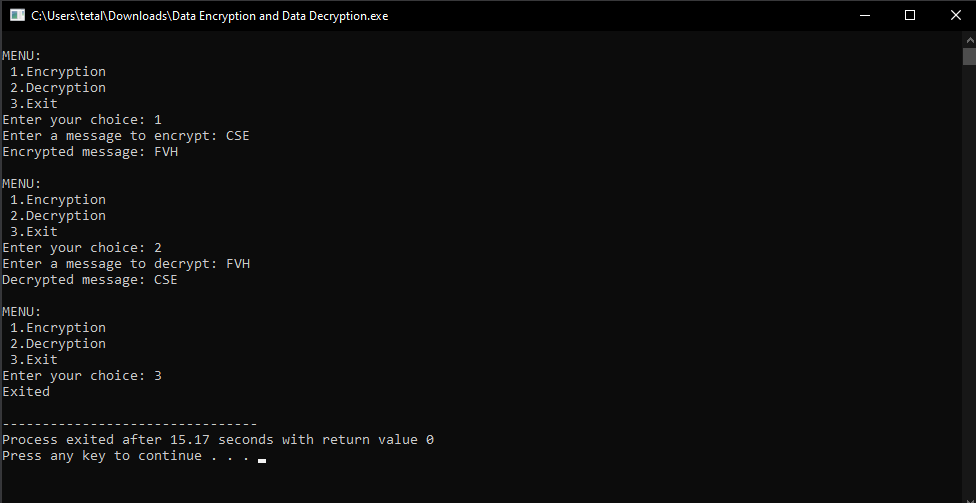 C:\Users\tetal\Downloads\Data Encryption and Data Decryption.exe
MENU:
1.Encryption
2.Decryption
3.Exit
Enter your choice: 1
Enter a message to encrypt: CSE
Encrypted message: FVH
MENU:
1.Encryption
2.Decryption
3.Exit
Enter your choice: 2
Enter a message to decrypt: FVH
Decrypted message: CSE
MENU:
1.Encryption
2.Decryption
3.Exit
Enter your choice: 3
Exited
--------------------------------
Process exited after 15.17 seconds with return value 0
Press any key to continue . . .